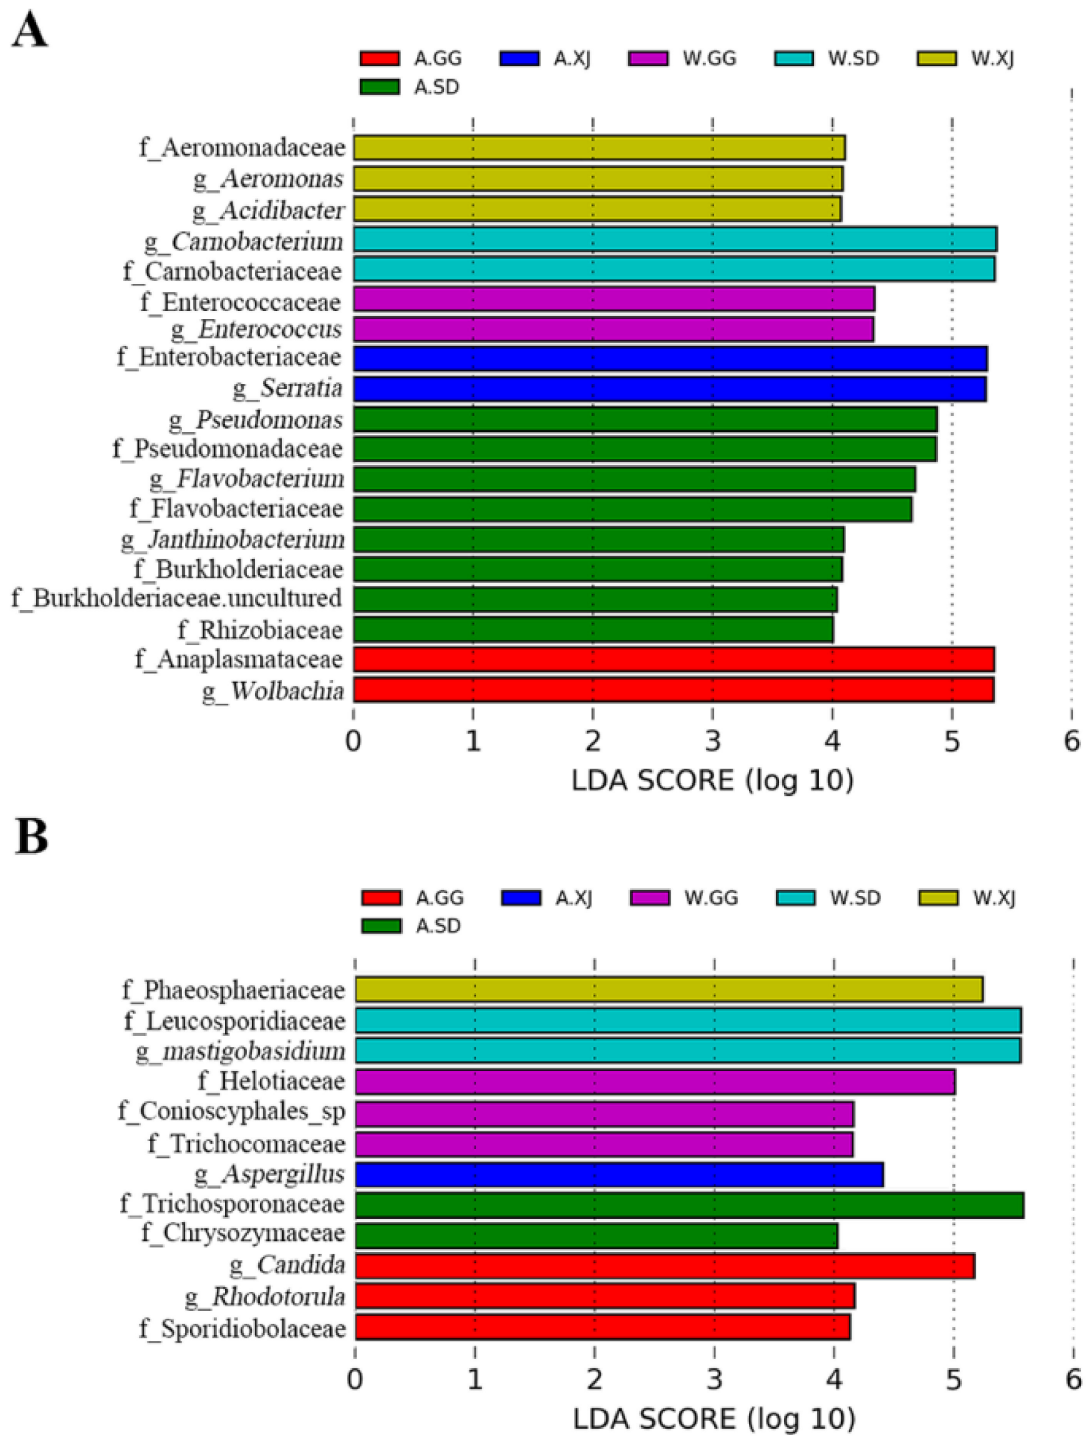 A
A.GG A.XJ W.GG W.SD W.XJ
A.SD
f_Aeromonadaceae
g_Aeromonas
g_Acidibacter
g_Carnobacterium
f_Carnobacteriaceae
f_Enterococcaceae
g_Enterococcus
f_Enterobacteriaceae
g_Serratia
g_Pseudomonas
f_Pseudomonadaceae
g_Flavobacterium
f_Flavobacteriaceae
g_Janthinobacterium
f_Burkholderiaceae
f_Burkholderiaceae.uncultured
f_Rhizobiaceae
f_Anaplasmataceae
g_Wolbachia
0 1 2 3 4 5 6
LDA SCORE (log 10)
B
A.GG A.XJ W.GG W.SD W.XJ
A.SD
f_Phaeosphaeriaceae
f_Leucosporidiaceae
g_mastigobasidium
f_Helotiaceae
f_Conioscyphales_sp
f_Trichocomaceae
g_Aspergillus
f_Trichosporonaceae
f_Chrysozymaceae
g_Candida
g_Rhodotorula
f_Sporidiobolaceae
0 1 2 3 4 5 6
LDA SCORE (log 10)